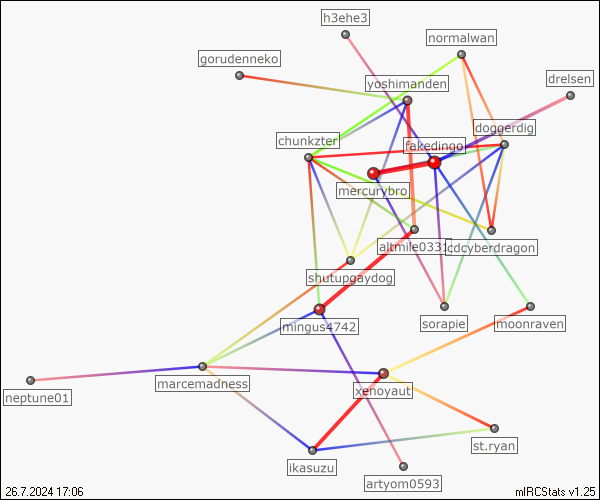 h3ehe3
normalwan
gorudenneko
drelsen
yoshimanden
doggerdig
chunkzter
fakedingo
mercurybro
cdcyberdragon
shutupgaydog
mingus4742
sorapie
moonraven
marcemadness
xenoyaut
neptune01
st.ryan
ikasuzu
artyom0593
26.7.2024 17:06
mIRCStats v1.25